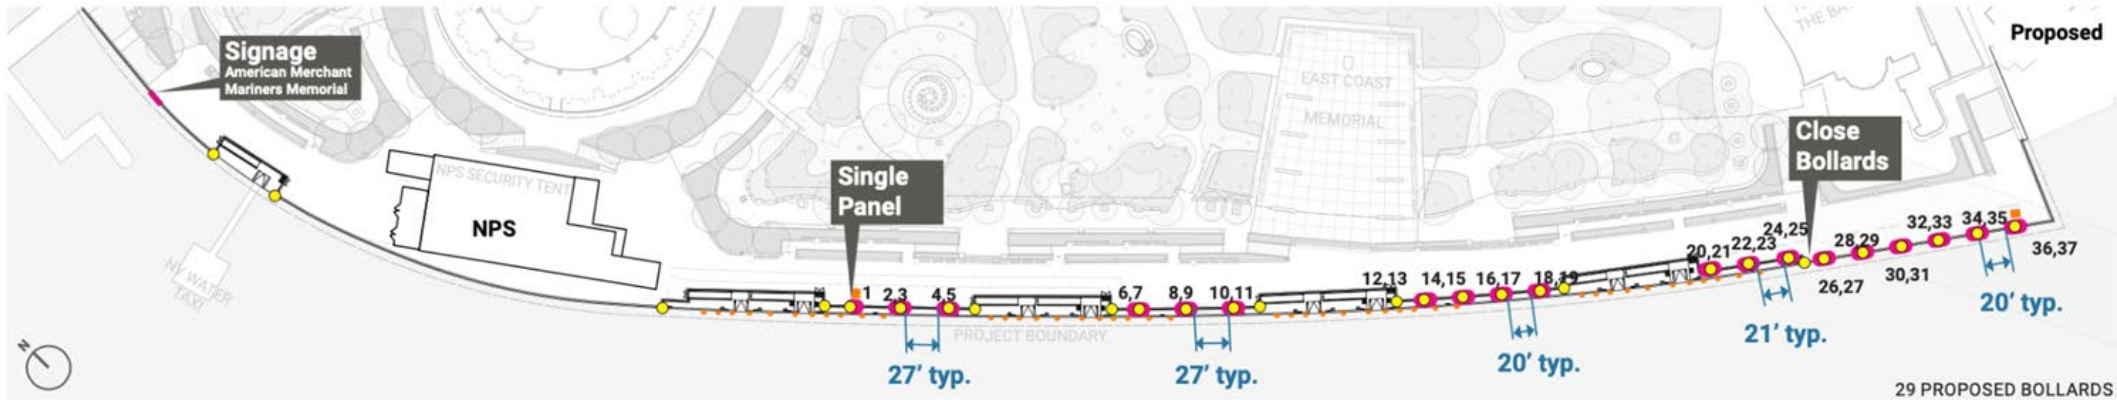 Proposed
THE BA
Signage
American Merchant
Mariners Memorial
EAST COAST
MEMORIAL
Close
Bollards
NPS SECURITY TENT
NPS
Single
Panel
NY WATER
TAXI
N
1
2,3
4,5
6,7
8,9
10,11
12,13
14,15
16,17
18,19
20,21
22,23
24,25
26,27
28,29
30,31
32,33
34,35
36,37
PROJECT BOUNDARY
27’ typ.
27’ typ.
20’ typ.
21’ typ.
20’ typ.
29 PROPOSED BOLLARDS